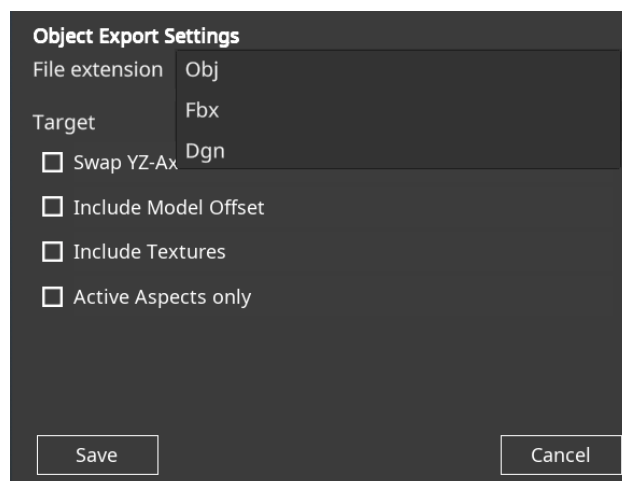 Object Export Settings
File extension Obj
Fbx
Target
Dgn
Swap YZ-Ax
Include Model Offset
Include Textures
Active Aspects only
Save Cancel